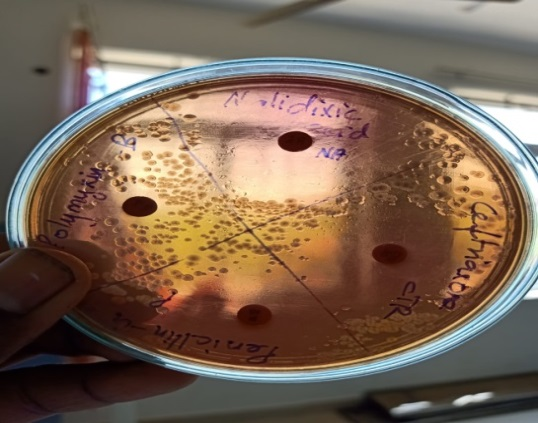 Nalidixic
acid
NA
Ceftriaxone
CTR
Penicillin-G
P
Polymyxin
B